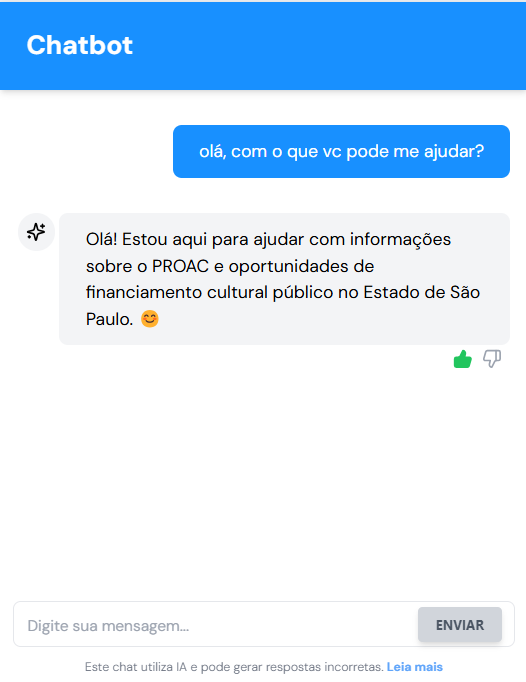 Chatbot
olá, com o que vc pode me ajudar?
Olá! Estou aqui para ajudar com informações
sobre o PROAC e oportunidades de
financiamento cultural público no Estado de São
Paulo. 😊
Digite sua mensagem...
ENVIAR
Este chat utiliza IA e pode gerar respostas incorretas. Leia mais